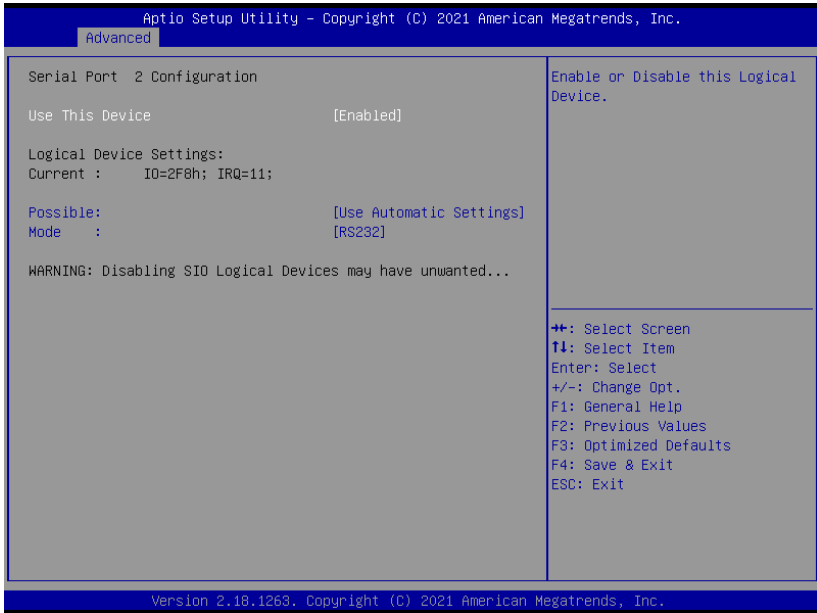 Aptio Setup Utility – Copyright (C) 2021 American Megatrends, Inc.
Advanced
Serial Port 2 Configuration
Use This Device [Enabled]
Logical Device Settings:
Current : IO=2F8h; IRQ=11;
Possible: [Use Automatic Settings]
Mode : [RS232]
WARNING: Disabling SIO Logical Devices may have unwanted...
Enable or Disable this Logical
Device.
→←: Select Screen
↑↓: Select Item
Enter: Select
+/-: Change Opt.
F1: General Help
F2: Previous Values
F3: Optimized Defaults
F4: Save & Exit
ESC: Exit
Version 2.18.1263. Copyright (C) 2021 American Megatrends, Inc.